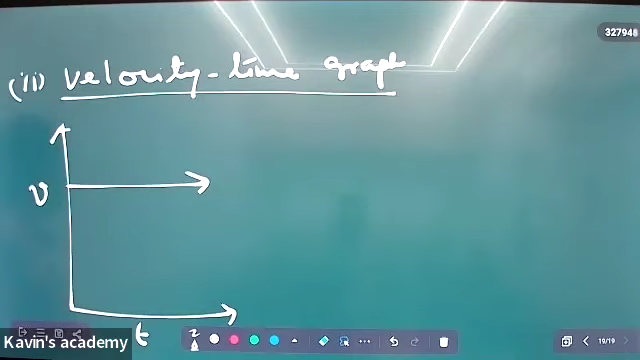 (ii) velocity-time graph
v
t
327948
Kavin's academy
19/19